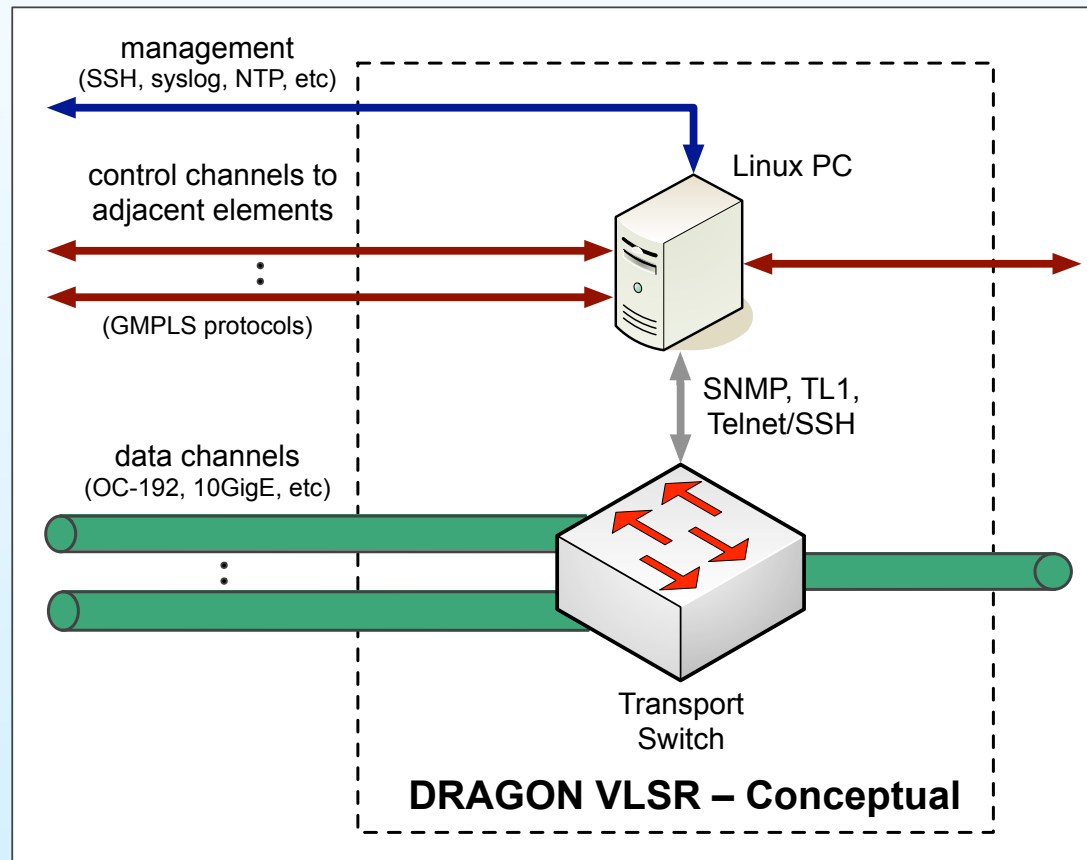 management
(SSH, syslog, NTP, etc)
Linux PC
control channels to
adjacent elements
(GMPLS protocols)
SNMP, TL1,
Telnet/SSH
data channels
(OC-192, 10GigE, etc)
Transport
Switch
DRAGON VLSR – Conceptual